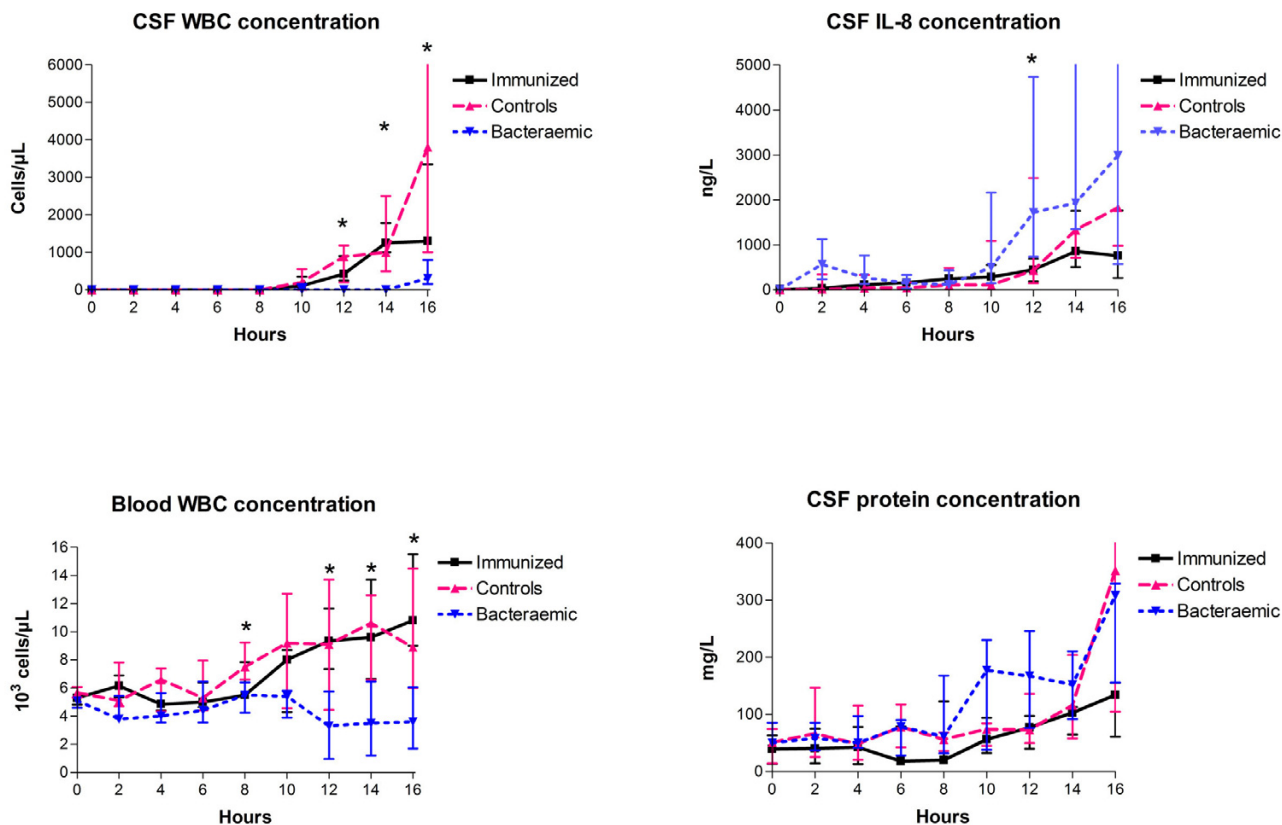 CSF WBC concentration
*
*
*
6000
5000
4000
3000
2000
1000
0
Cells/µL
0 2 4 6 8 10 12 14 16
Hours
Immunized
Controls
Bacteraemic
CSF IL-8 concentration
*
5000
4000
3000
2000
1000
0
ng/L
0 2 4 6 8 10 12 14 16
Hours
Immunized
Controls
Bacteraemic
Blood WBC concentration
* * * *
16
14
12
10
8
6
4
2
0
10³ cells/µL
0 2 4 6 8 10 12 14 16
Hours
Immunized
Controls
Bacteraemic
CSF protein concentration
400
300
200
100
0
mg/L
0 2 4 6 8 10 12 14 16
Hours
Immunized
Controls
Bacteraemic